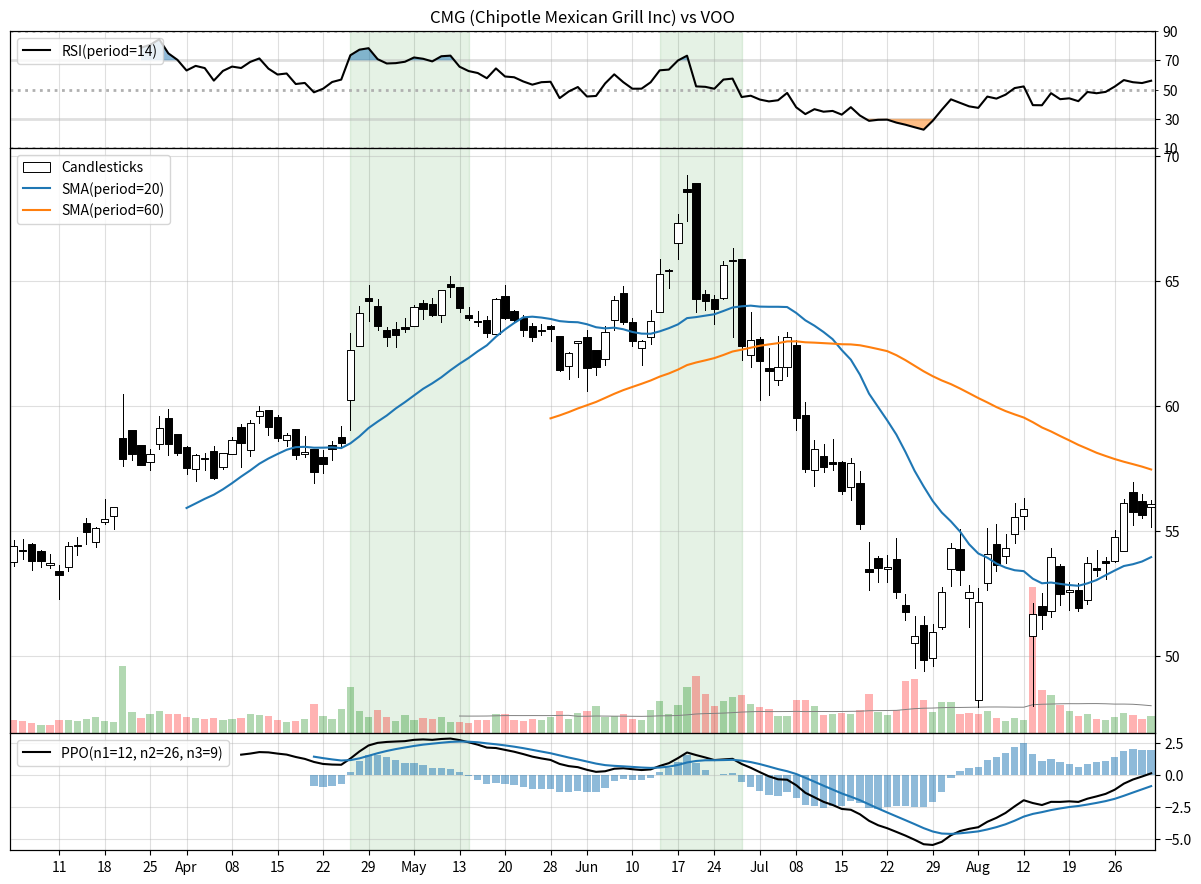 CMG (Chipotle Mexican Grill Inc) vs VOO
RSI(period=14)
90
70
50
30
10
Candlesticks
SMA(period=20)
SMA(period=60)
70
65
60
55
50
PPO(n1=12, n2=26, n3=9)
2.5
0.0
−2.5
−5.0
11 18 25 Apr 08 15 22 29 May 13 20 28 Jun 10 17 24 Jul 08 15 22 29 Aug 12 19 26